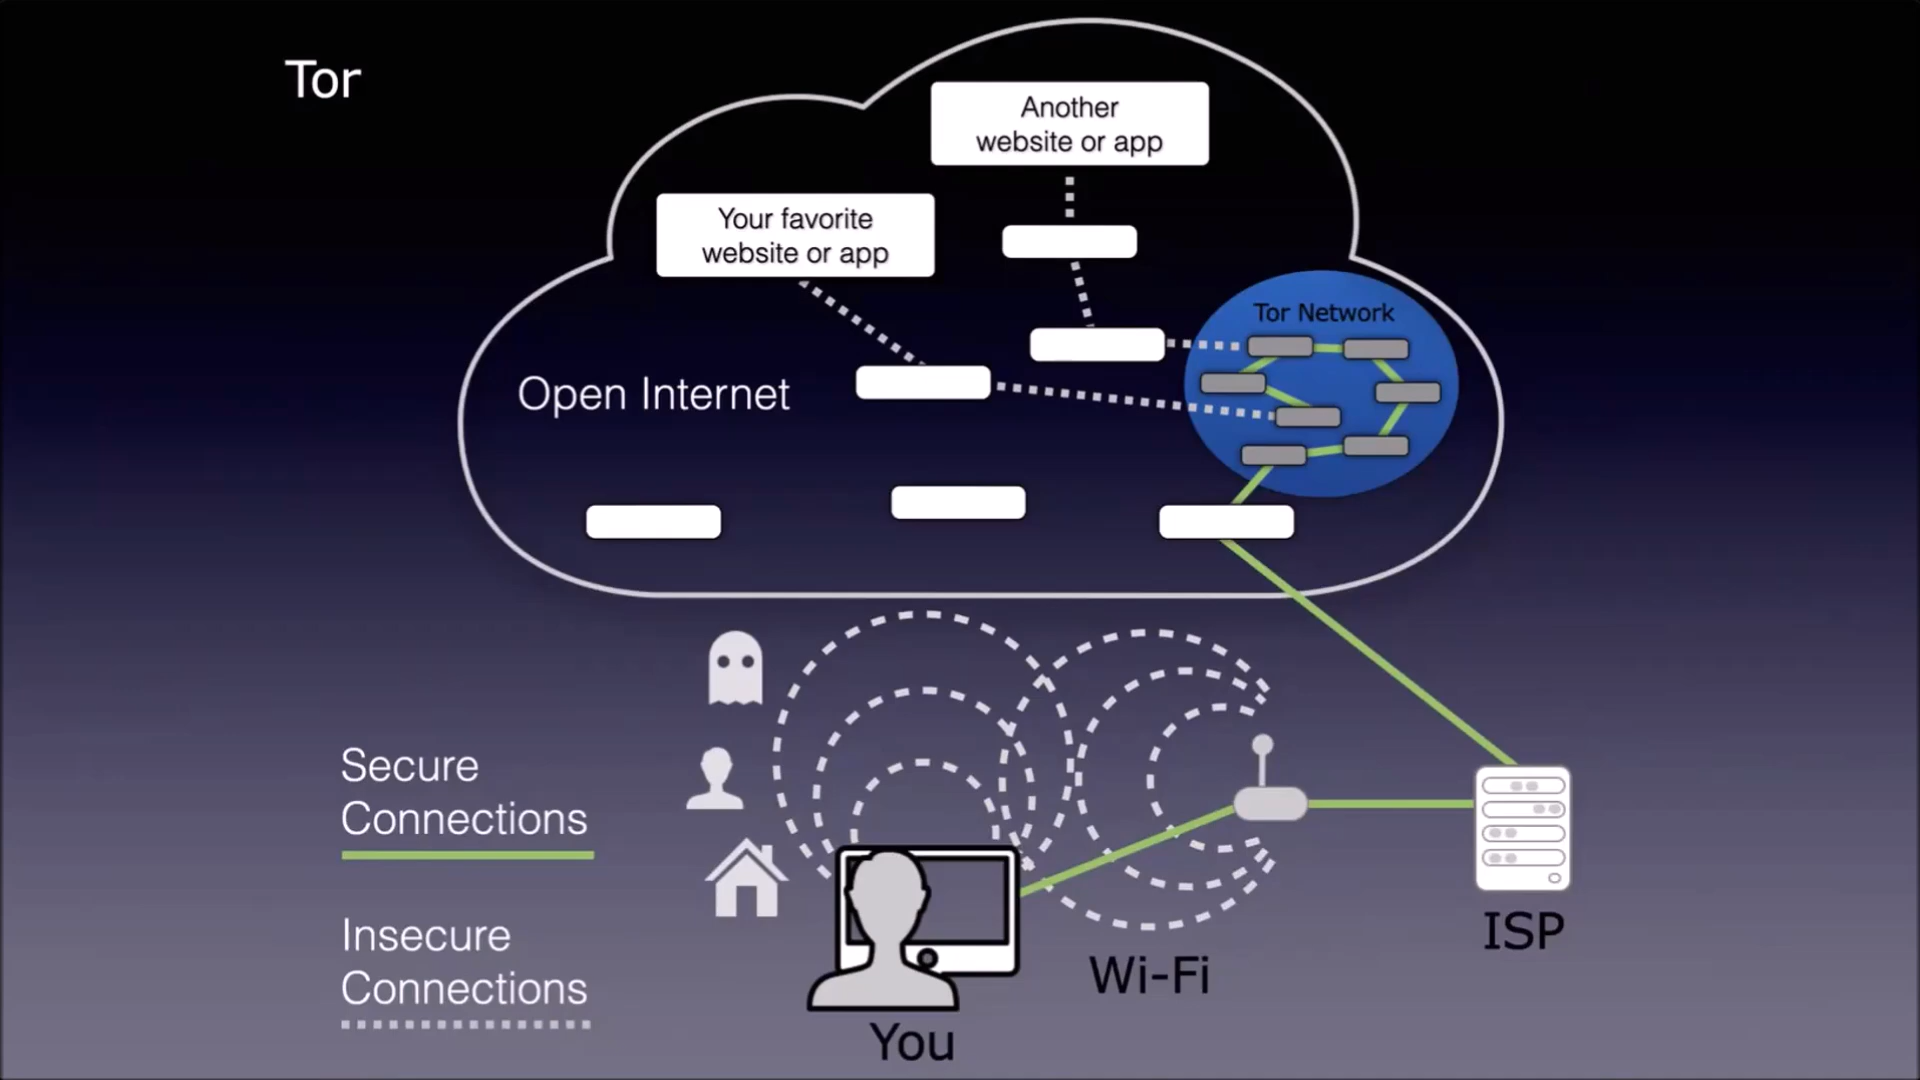 Tor
Another
website or app
Your favorite
website or app
Tor Network
Open Internet
Secure
Connections
Insecure
Connections
ISP
Wi-Fi
You